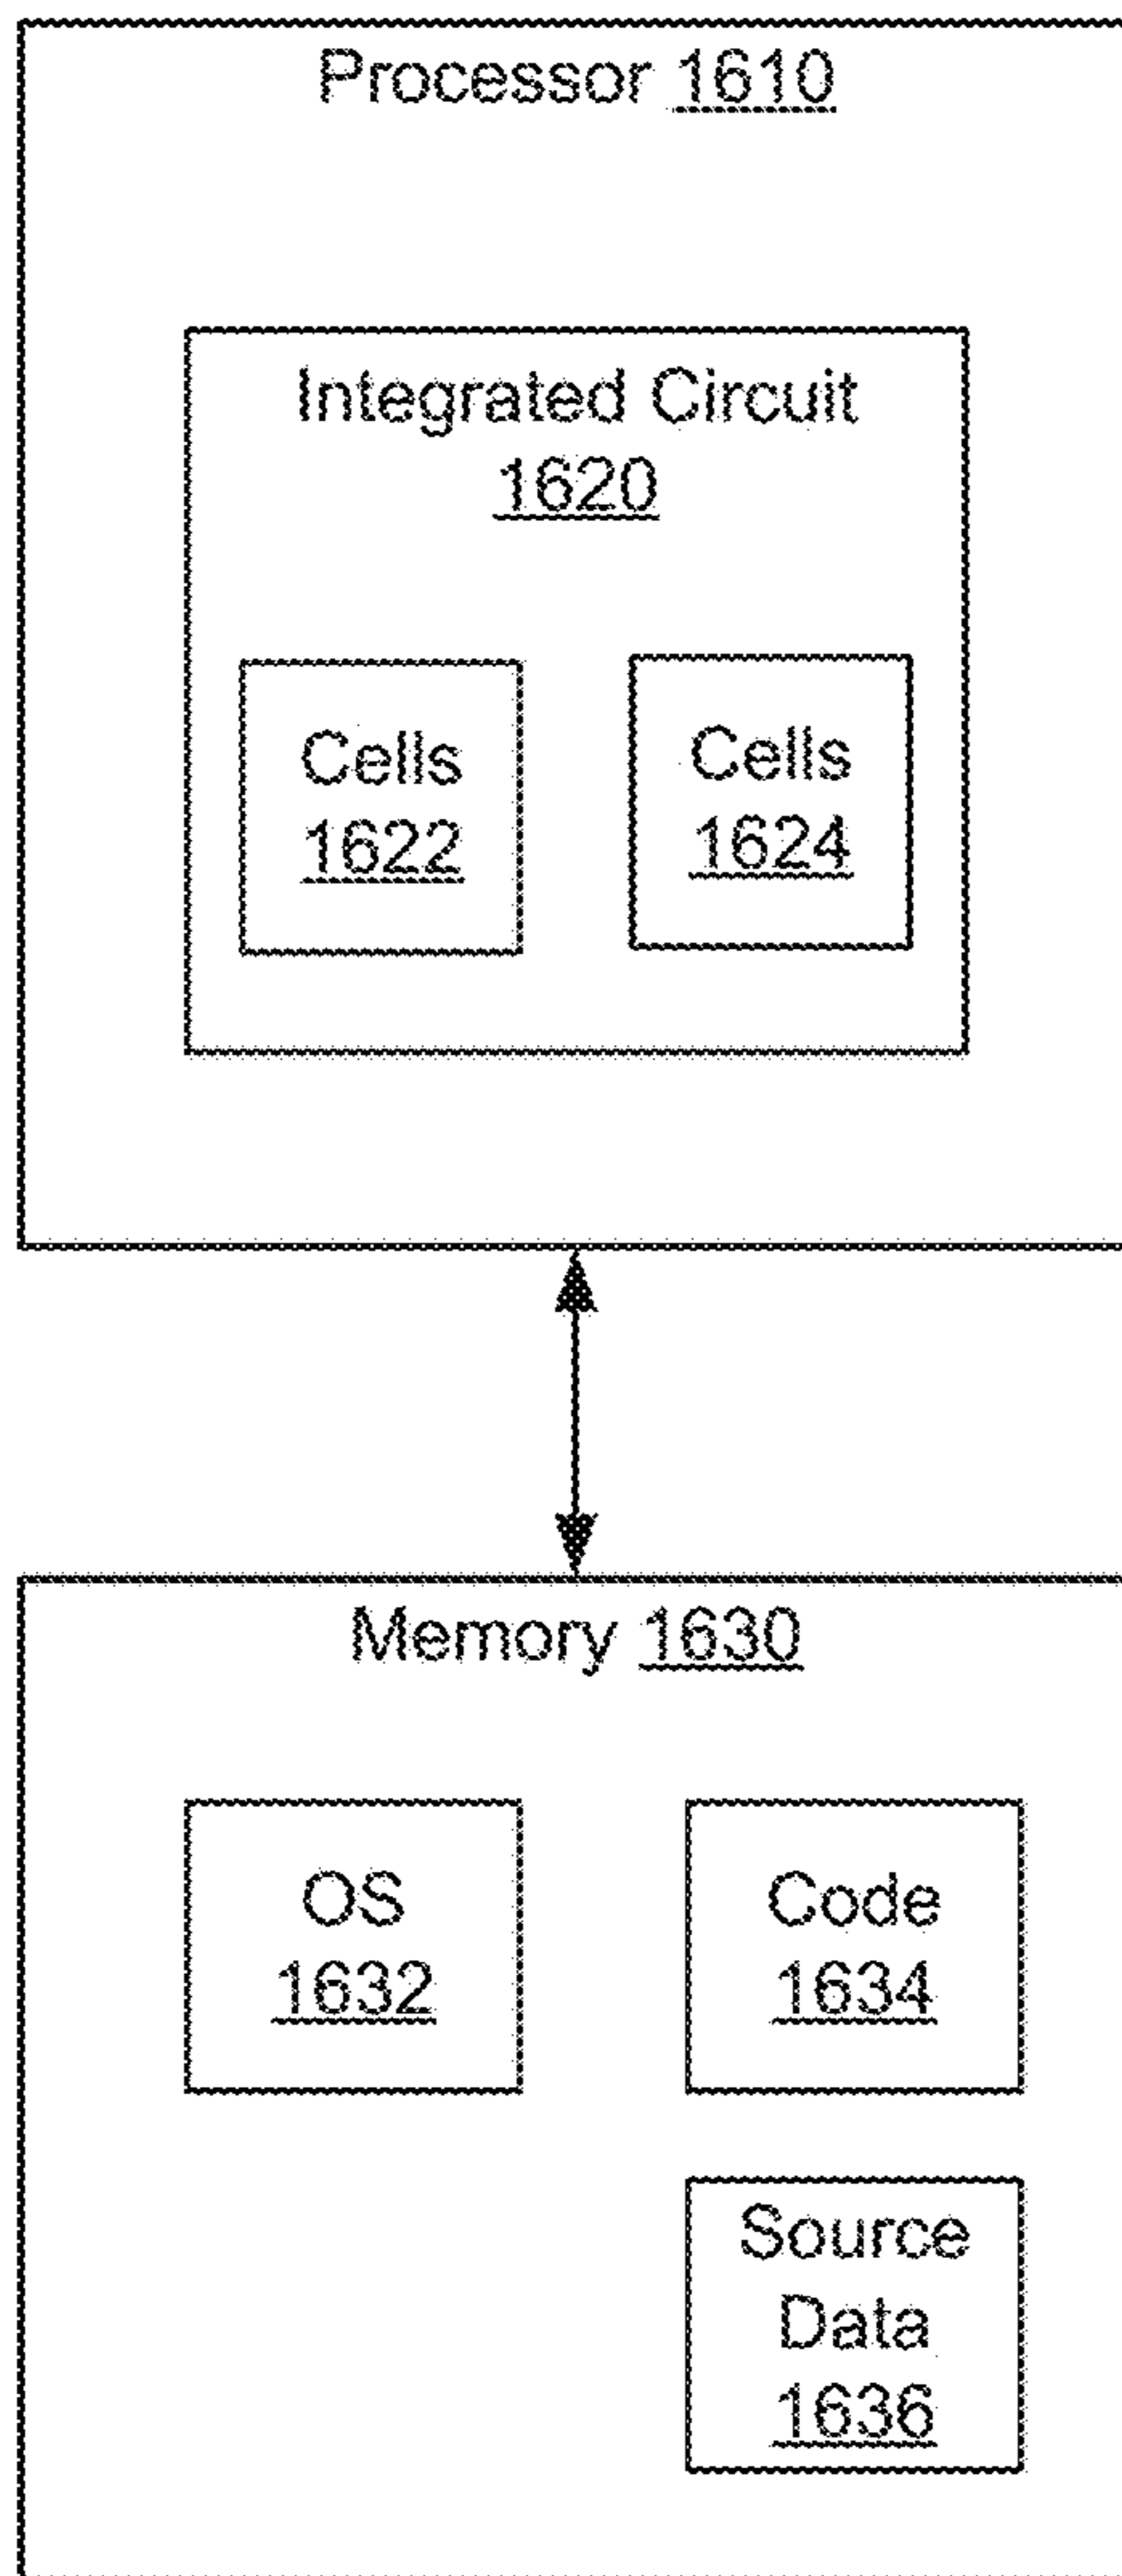 Processor 1610
Integrated Circuit
1620
Cells
1622
Cells
1624
Memory 1630
OS
1632
Code
1634
Source
Data
1636